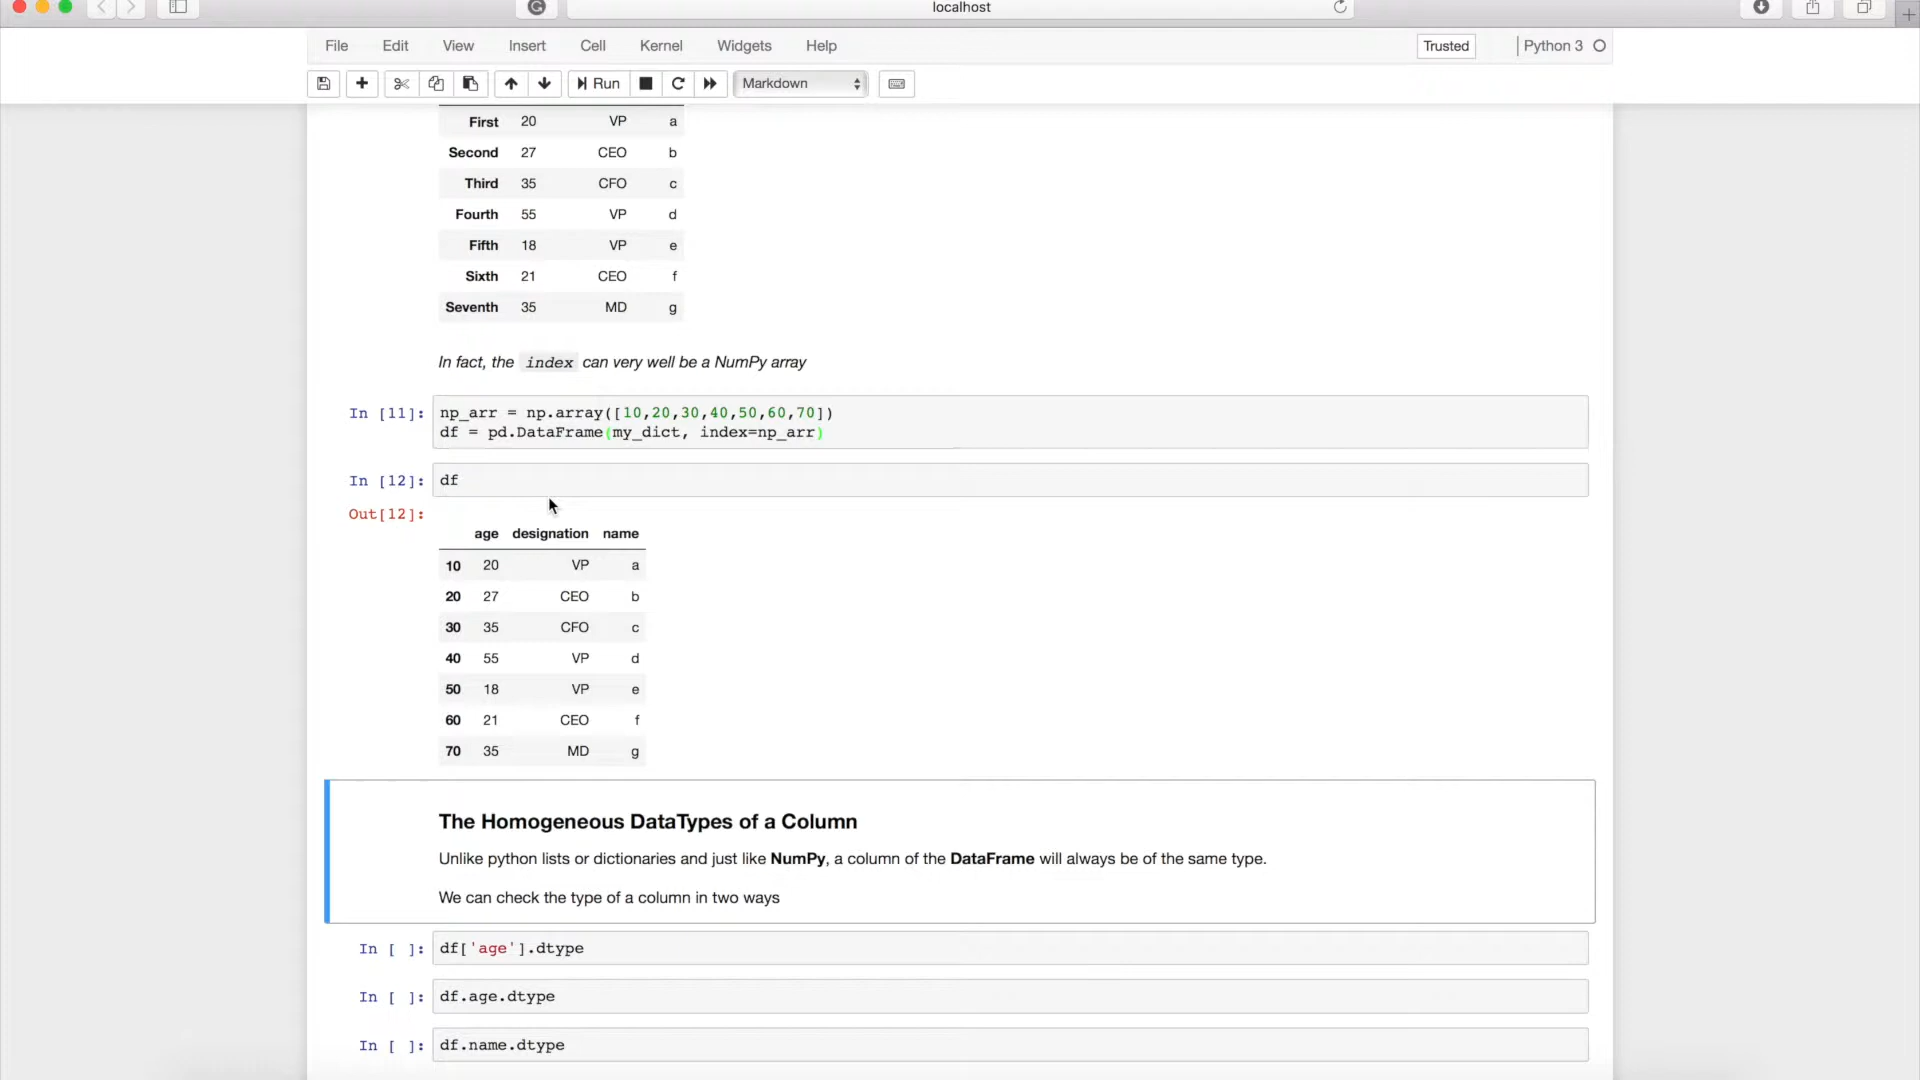 localhost
File Edit View Insert Cell Kernel Widgets Help Trusted Python 3
Run Markdown
First 20 VP a
Second 27 CEO b
Third 35 CFO c
Fourth 55 VP d
Fifth 18 VP e
Sixth 21 CEO f
Seventh 35 MD g
In fact, the index can very well be a NumPy array
In [11]: np_arr = np.array([10,20,30,40,50,60,70])
df = pd.DataFrame(my_dict, index=np_arr)
In [12]: df
Out[12]:
age designation name
10 20 VP a
20 27 CEO b
30 35 CFO c
40 55 VP d
50 18 VP e
60 21 CEO f
70 35 MD g
The Homogeneous DataTypes of a Column
Unlike python lists or dictionaries and just like NumPy, a column of the DataFrame will always be of the same type.
We can check the type of a column in two ways
In [ ]: df['age'].dtype
In [ ]: df.age.dtype
In [ ]: df.name.dtype